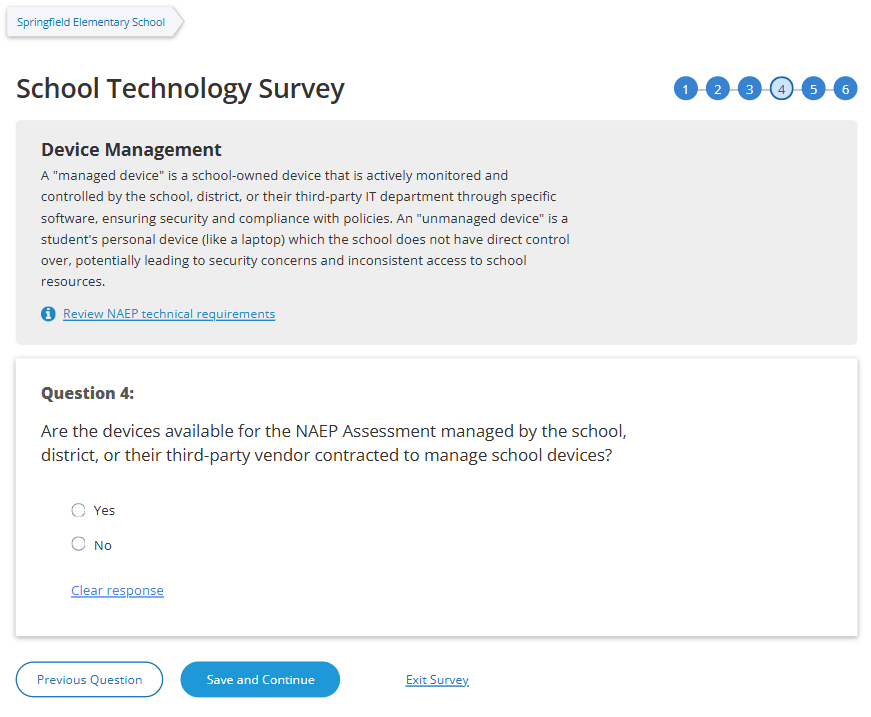 Springfield Elementary School
School Technology Survey
1 2 3 4 5 6
Device Management
A "managed device" is a school-owned device that is actively monitored and
controlled by the school, district, or their third-party IT department through specific
software, ensuring security and compliance with policies. An "unmanaged device" is a
student's personal device (like a laptop) which the school does not have direct control
over, potentially leading to security concerns and inconsistent access to school
resources.
Review NAEP technical requirements
Question 4:
Are the devices available for the NAEP Assessment managed by the school,
district, or their third-party vendor contracted to manage school devices?
Yes
No
Clear response
Previous Question
Save and Continue
Exit Survey